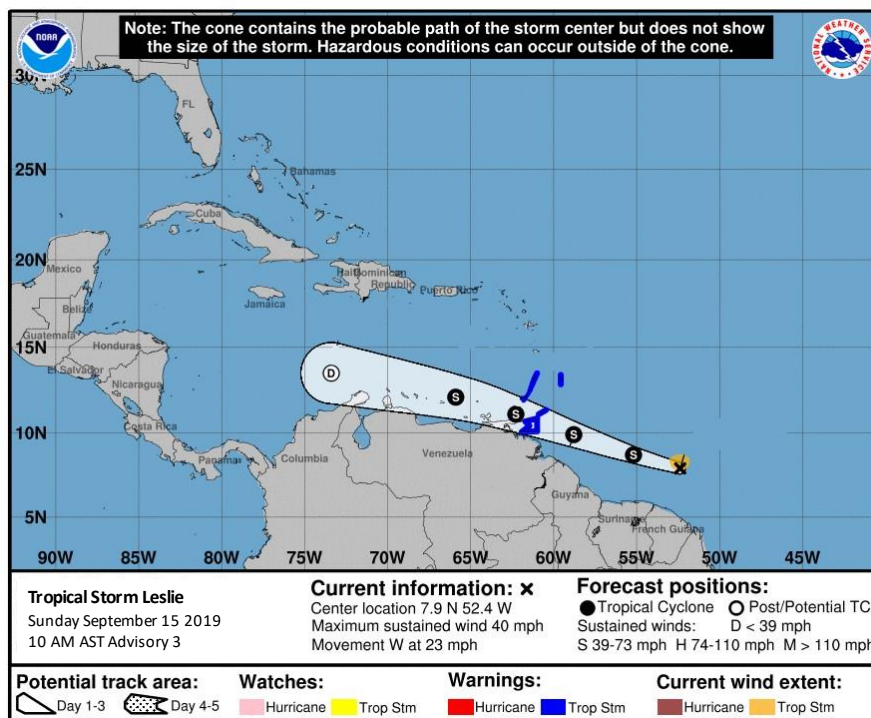 Note: The cone contains the probable path of the storm center but does not show
the size of the storm. Hazardous conditions can occur outside of the cone.
NOAA
NATIONAL WEATHER SERVICE
30N
FL
25N
Bahamas
Cuba
20N
Mexico
Haiti
Dominican
Republic
Puerto Rico
Jamaica
Belize
Guatemala
15N
Honduras
El Salvador
Nicaragua
D
S
S
S
S
Costa Rica
10N
Panama
Colombia
Venezuela
Guyana
5N
Suriname
French Guiana
90W 85W 80W 75W 70W 65W 60W 55W 50W 45W
Tropical Storm Leslie
Sunday September 15 2019
10 AM AST Advisory 3
Current information: ×
Center location 7.9 N 52.4 W
Maximum sustained wind 40 mph
Movement W at 23 mph
Forecast positions:
Tropical Cyclone Post/Potential TC
Sustained winds: D < 39 mph
S 39-73 mph H 74-110 mph M > 110 mph
Potential track area:
Day 1-3 Day 4-5
Watches:
Hurricane Trop Stm
Warnings:
Hurricane Trop Stm
Current wind extent:
Hurricane Trop Stm